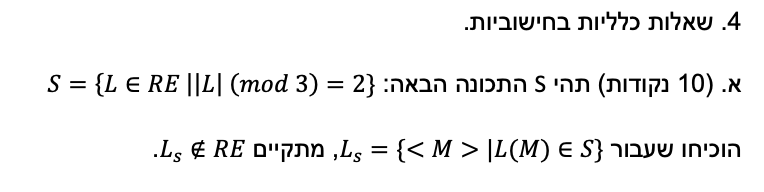 4. שאלות כלליות בחישוביות.
א. (10 נקודות) תהי S התכונה הבאה: S = {L ∈ RE ||L| (mod 3) = 2}
הוכיחו שעבור L_s = {< M > |L(M) ∈ S}, מתקיים L_s ∉ RE.